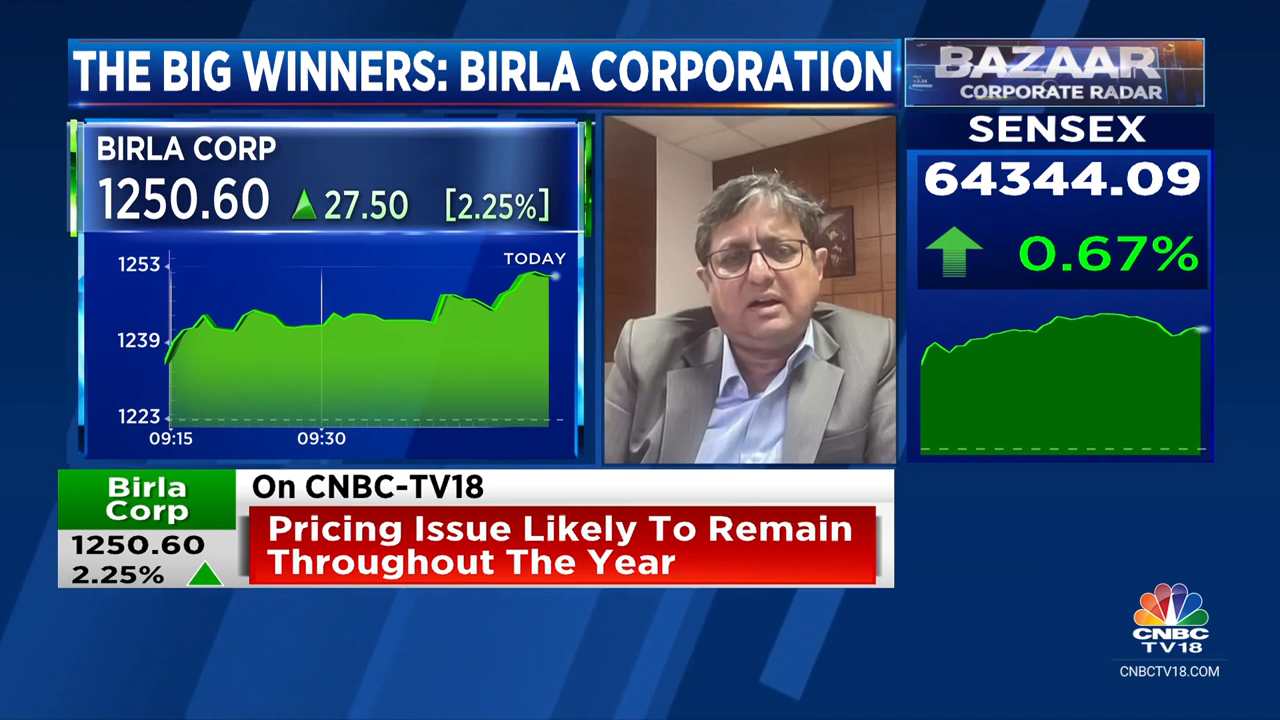 THE BIG WINNERS: BIRLA CORPORATION
BAZAAR
CORPORATE RADAR
BIRLA CORP
1250.60 ▲ 27.50 [2.25%]
TODAY
1253
1239
1223
09:15 09:30
SENSEX
64344.09
0.67%
Birla
Corp
1250.60
2.25%
On CNBC-TV18
Pricing Issue Likely To Remain
Throughout The Year
CNBC
TV18
CNBCTV18.COM